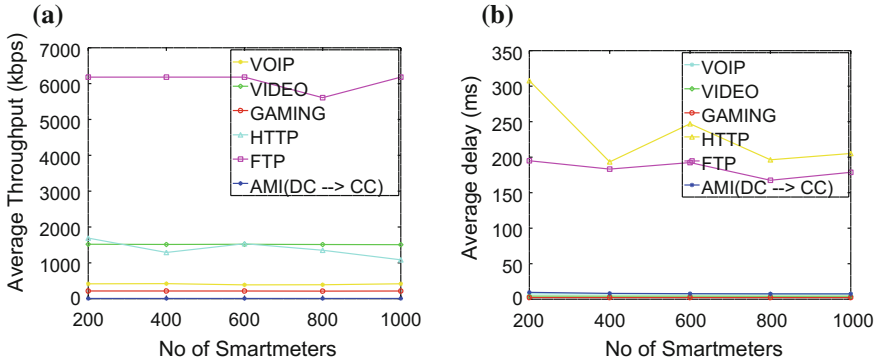 (a)
Average Throughput (kbps)
7000
6000
5000
4000
3000
2000
1000
0
200
400
600
800
1000
No of Smartmeters
VOIP
VIDEO
GAMING
HTTP
FTP
AMI(DC --> CC)
(b)
Average delay (ms)
350
300
250
200
150
100
50
0
200
400
600
800
1000
No of Smartmeters
VOIP
VIDEO
GAMING
HTTP
FTP
AMI(DC --> CC)